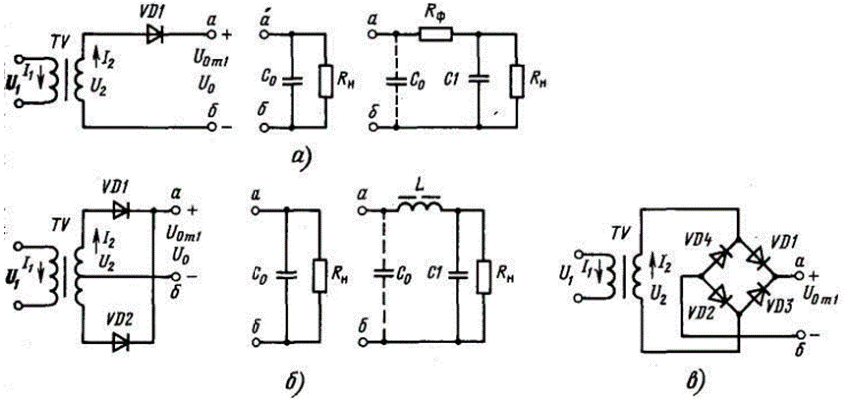 VD1
TV
U₁
I₁
I₂
U₂
а
+
U₀m1
U₀
б
−
а
C₀
Rн
б
а
Rф
C₀
C1
Rн
б
а)
VD1
TV
U₁
I₁
I₂
U₂
VD2
а
+
U₀m1
U₀
−
б
а
C₀
Rн
б
а
L
C₀
C1
Rн
б
б)
TV
U₁
I₁
I₂
U₂
VD4
VD1
VD2
VD3
а
+
U₀m1
−
б
в)